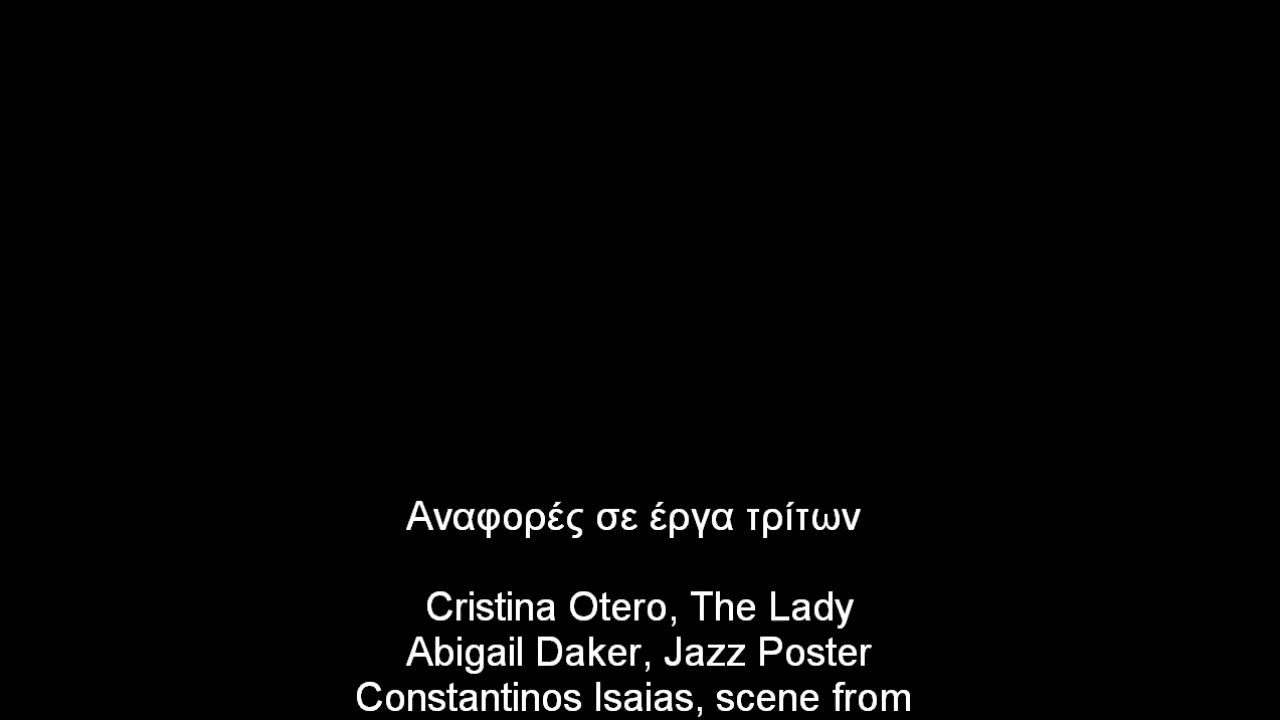 Αναφορές σε έργα τρίτων
Cristina Otero, The Lady
Abigail Daker, Jazz Poster
Constantinos Isaias, scene from